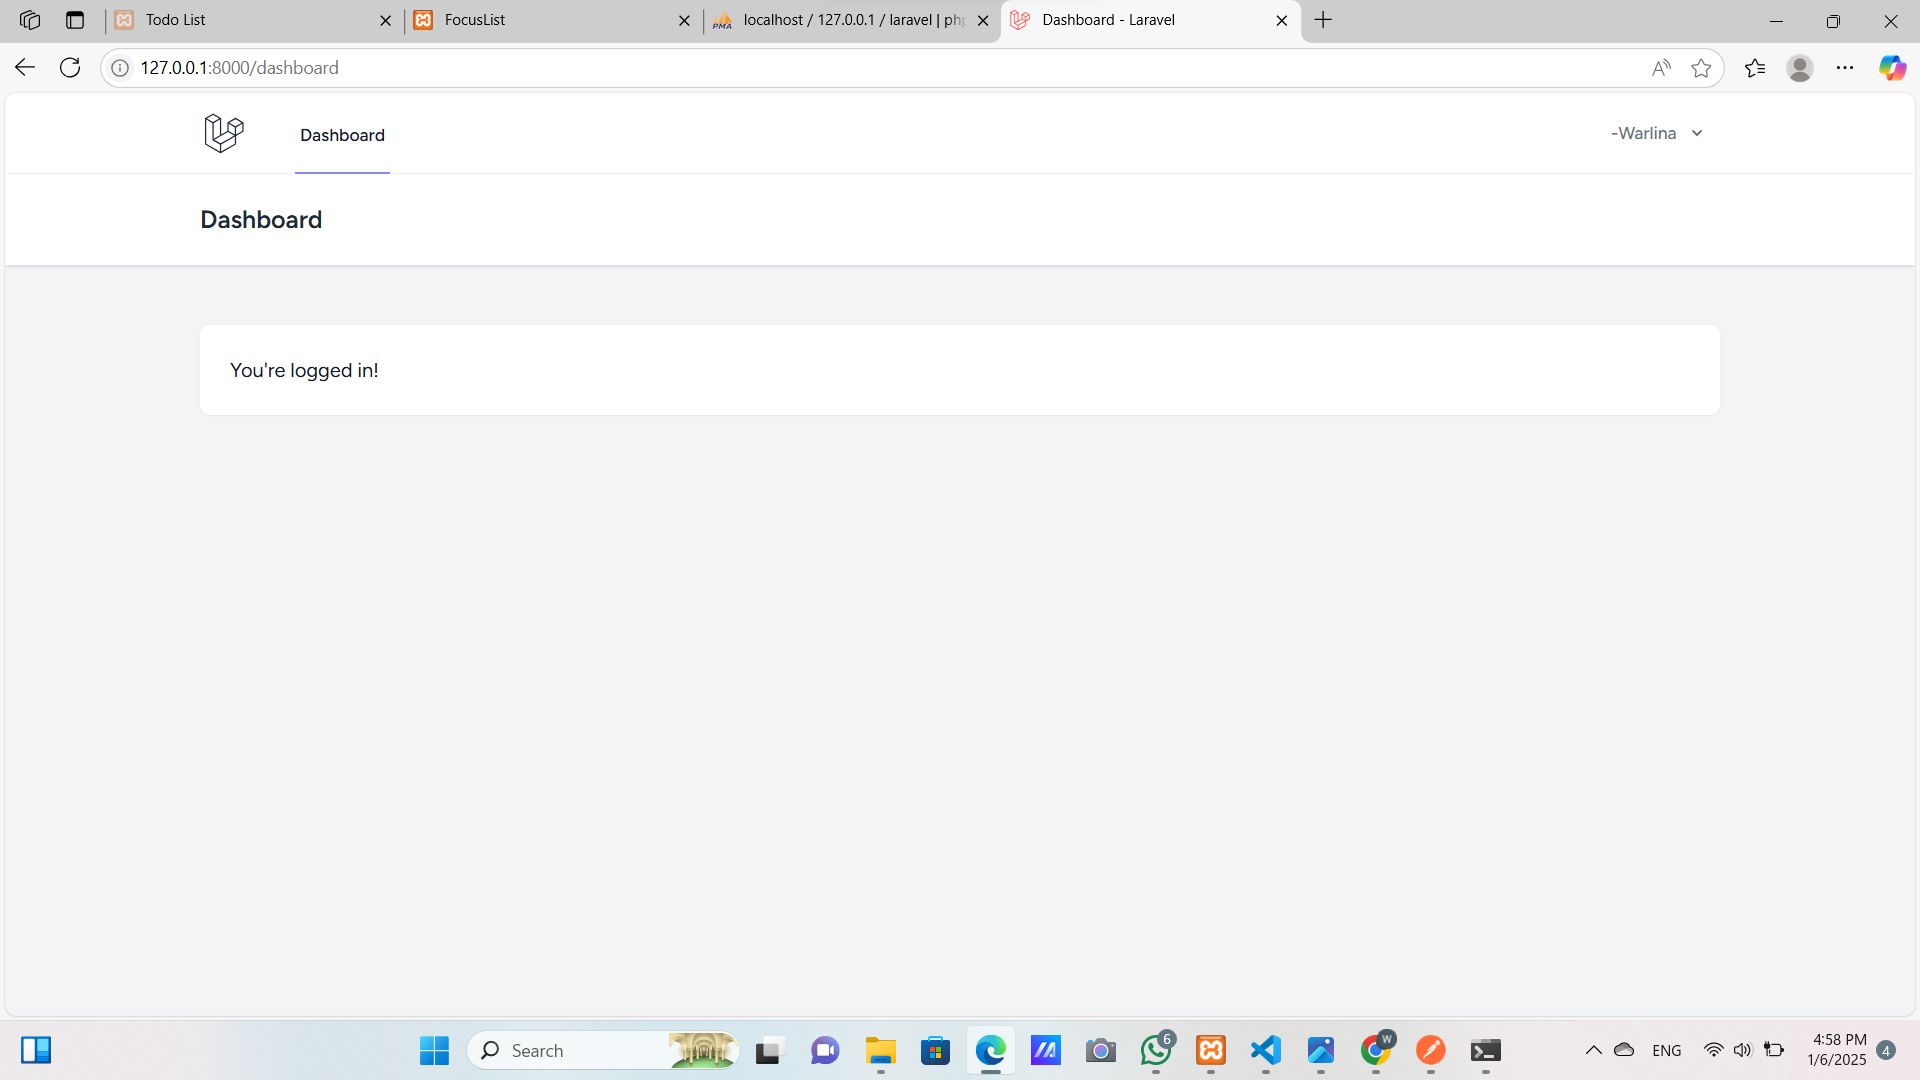 Todo List
FocusList
localhost / 127.0.0.1 / laravel | php
Dashboard - Laravel
127.0.0.1:8000/dashboard
Dashboard
-Warlina
Dashboard
You're logged in!
Search
6
W
ENG
4:58 PM
1/6/2025
4